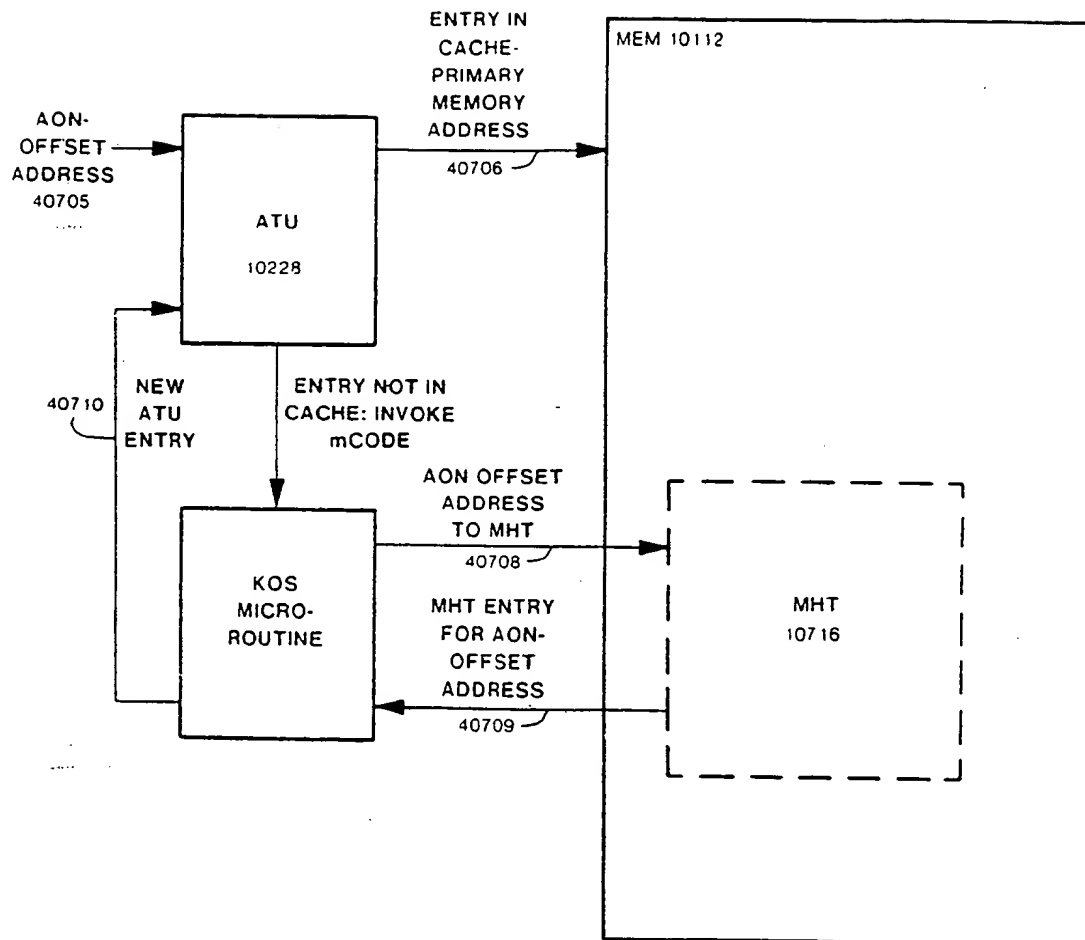 ENTRY IN
CACHE-
PRIMARY
MEMORY
ADDRESS
40706
MEM 10112
AON-
OFFSET
ADDRESS
40705
ATU
10228
40710
NEW
ATU
ENTRY
ENTRY NOT IN
CACHE: INVOKE
mCODE
AON OFFSET
ADDRESS
TO MHT
40708
KOS
MICRO-
ROUTINE
MHT ENTRY
FOR AON-
OFFSET
ADDRESS
40709
MHT
10716